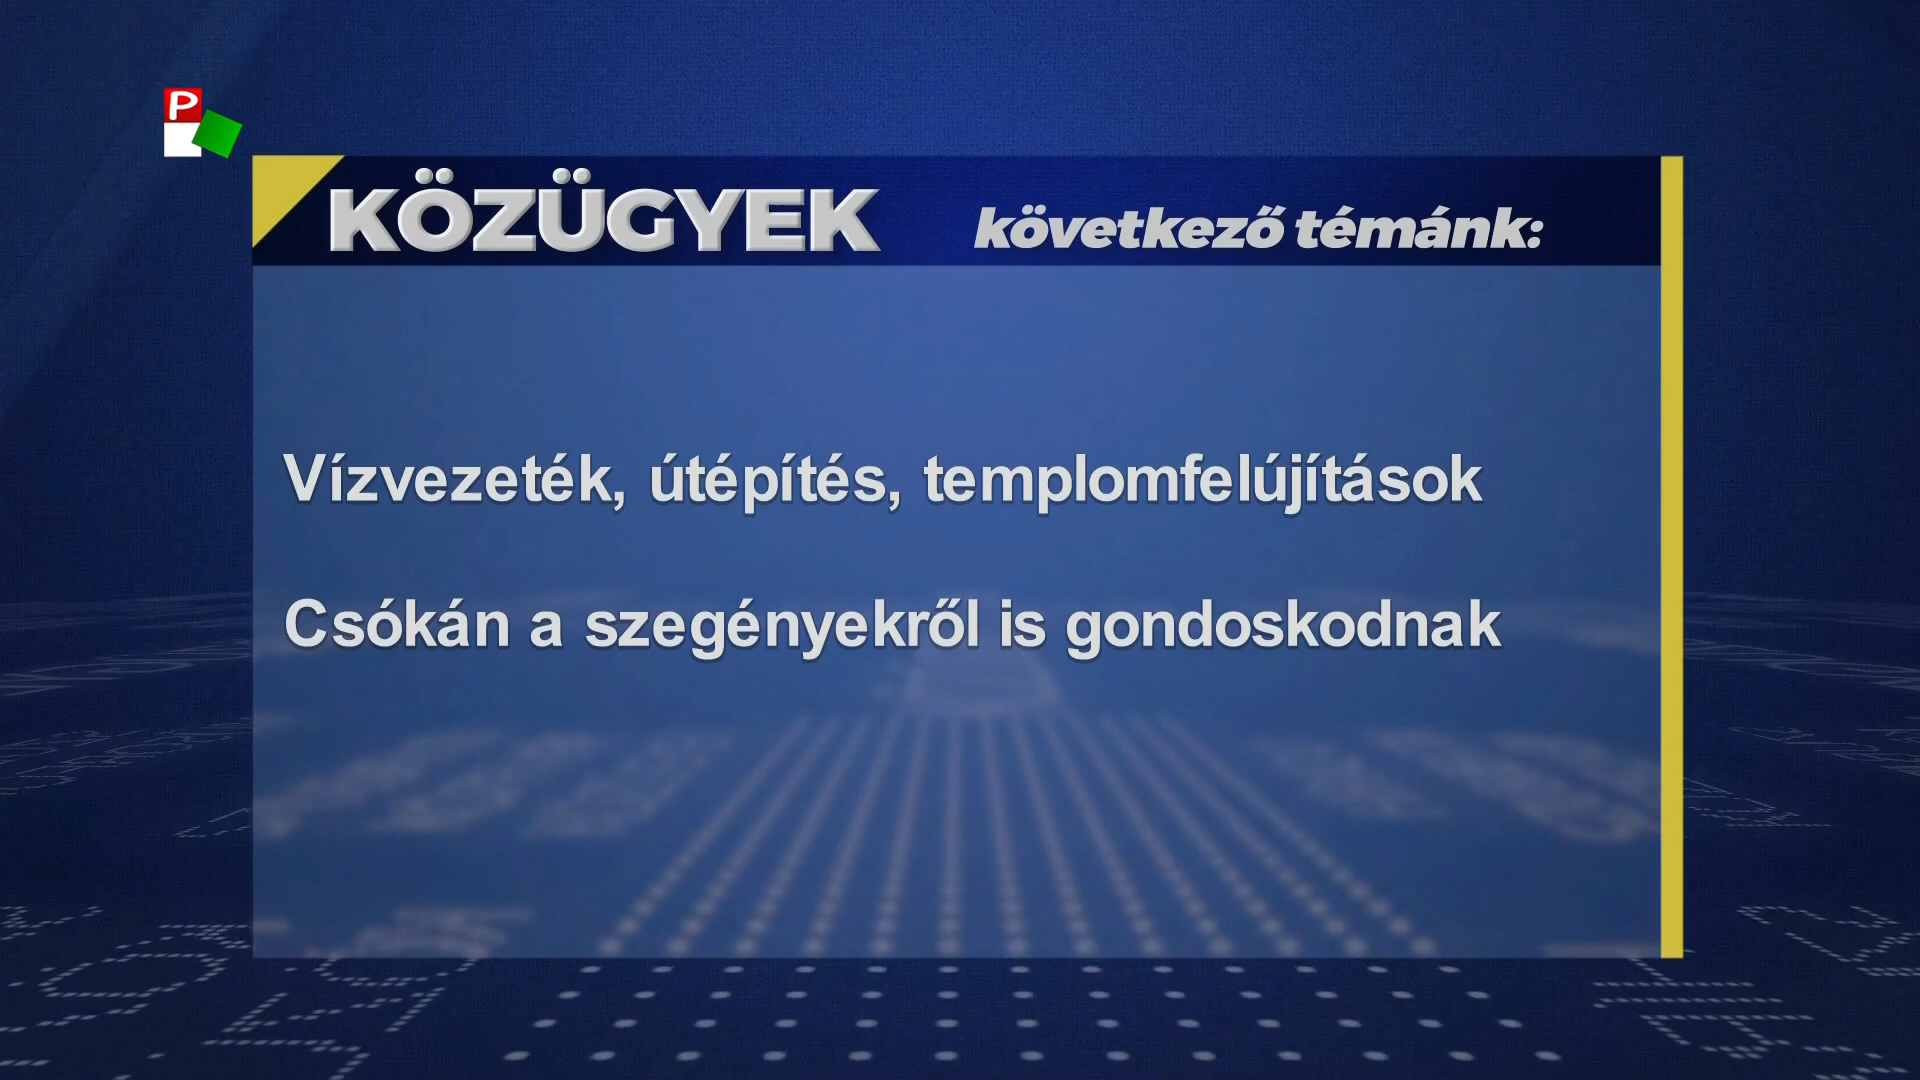 P
KÖZÜGYEK következő témánk:
Vízvezeték, útépítés, templomfelújítások
Csókán a szegényekről is gondoskodnak